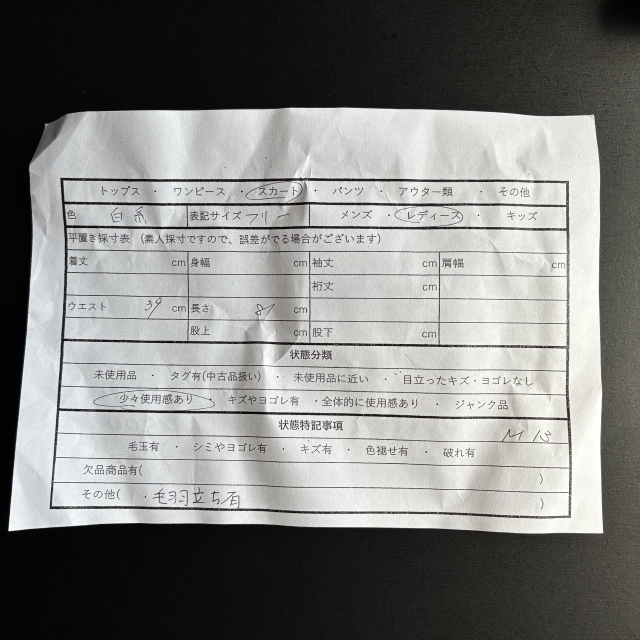 トップス ・ ワンピース ・ スカート ・ パンツ ・ アウター類 ・ その他
色 白系 表記サイズ フリー メンズ ・ レディース ・ キッズ
平置き採寸表 (素人採寸ですので、誤差がでる場合がございます)
着丈 cm 身幅 cm 袖丈 cm 肩幅 cm
裄丈 cm
ウエスト 39 cm 長さ 81 cm
股上 cm 股下 cm
状態分類
未使用品 ・ タグ有(中古品扱い) ・ 未使用品に近い ・ 目立ったキズ・ヨゴレなし
少々使用感あり ・ キズやヨゴレ有 ・全体的に使用感あり ・ ジャンク品
状態特記事項
毛玉有 ・ シミやヨゴレ有 ・ キズ有 ・ 色褪せ有 ・ 破れ有
欠品商品有( )
その他( ・毛羽立ち有 )